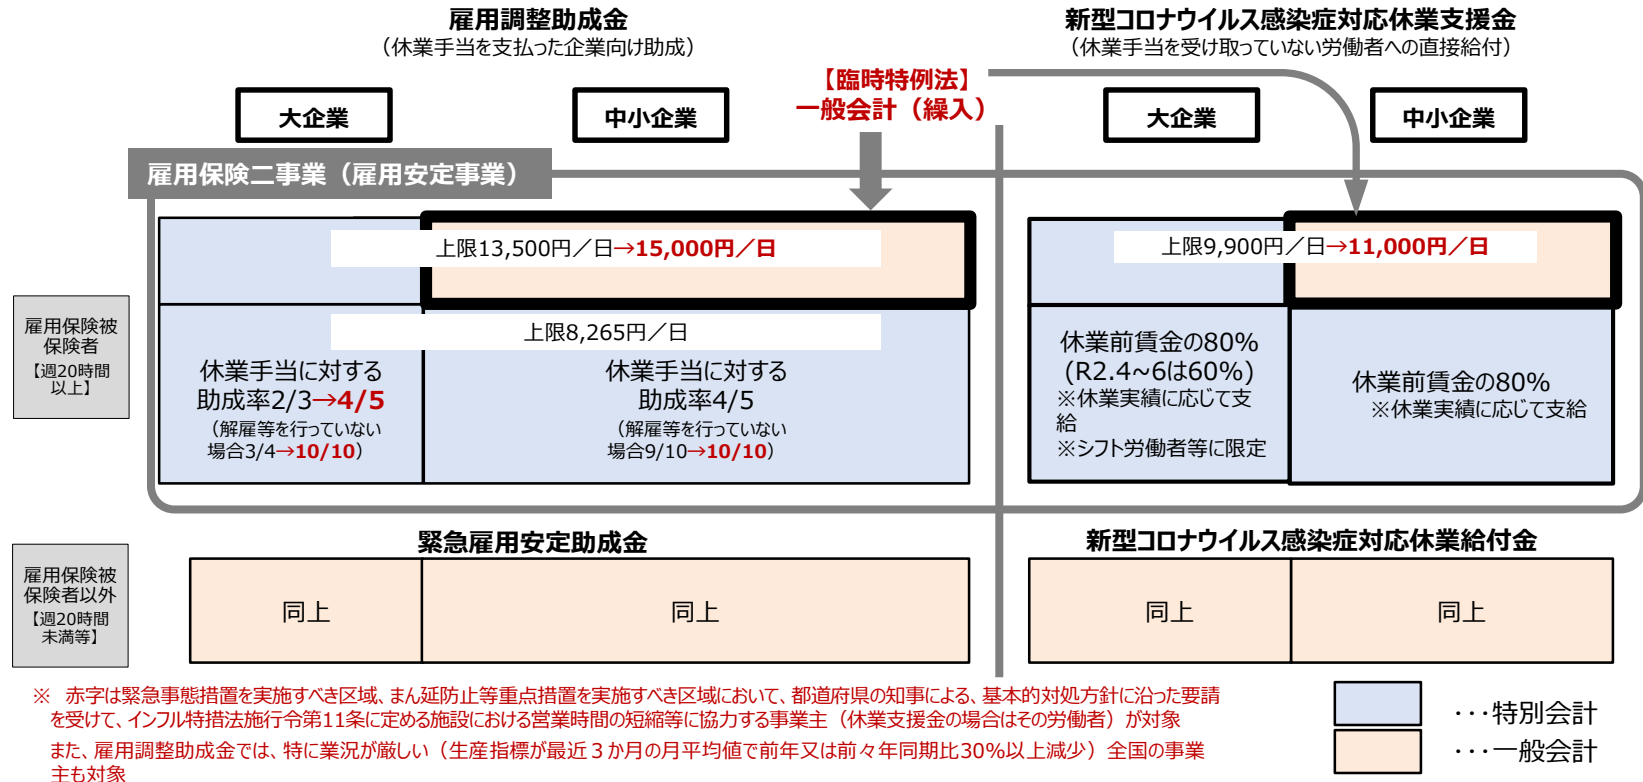 雇用調整助成金
（休業手当を支払った企業向け助成）
新型コロナウイルス感染症対応休業支援金
（休業手当を受け取っていない労働者への直接給付）
【臨時特例法】
一般会計（繰入）
大企業
中小企業
大企業
中小企業
雇用保険二事業（雇用安定事業）
上限13,500円／日→15,000円／日
上限9,900円／日→11,000円／日
雇用保険被
保険者
【週20時間
以上】
上限8,265円／日
休業手当に対する
助成率2/3→4/5
（解雇等を行っていない
場合3/4→10/10）
休業手当に対する
助成率4/5
（解雇等を行っていない
場合9/10→10/10）
休業前賃金の80%
(R2.4~6は60%)
※休業実績に応じて支
給
※シフト労働者等に限定
休業前賃金の80%
※休業実績に応じて支給
緊急雇用安定助成金
新型コロナウイルス感染症対応休業給付金
雇用保険被
保険者以外
【週20時間
未満等】
同上
同上
同上
同上
※　赤字は緊急事態措置を実施すべき区域、まん延防止等重点措置を実施すべき区域において、都道府県の知事による、基本的対処方針に沿った要請
を受けて、インフル特措法施行令第11条に定める施設における営業時間の短縮等に協力する事業主（休業支援金の場合はその労働者）が対象
また、雇用調整助成金では、特に業況が厳しい（生産指標が最近３か月の月平均値で前年又は前々年同期比30%以上減少）全国の事業
主も対象
・・・特別会計
・・・一般会計